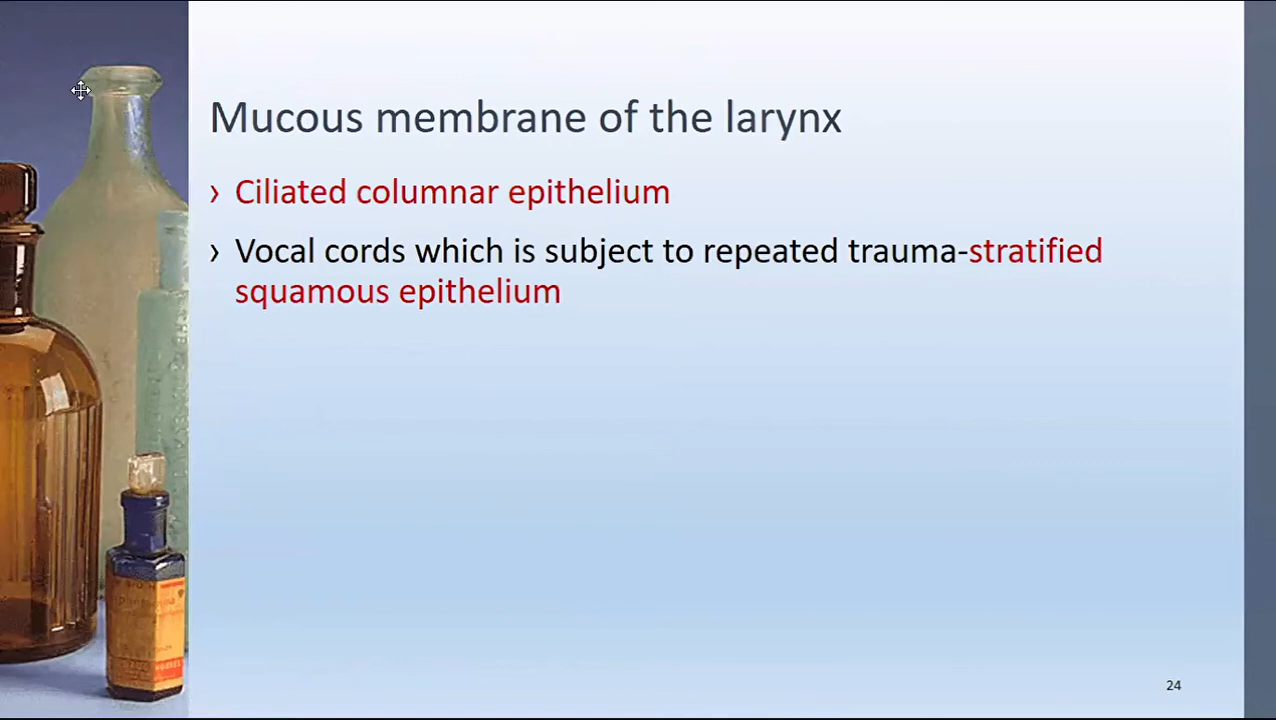 Mucous membrane of the larynx
› Ciliated columnar epithelium
› Vocal cords which is subject to repeated trauma-stratified
squamous epithelium
24